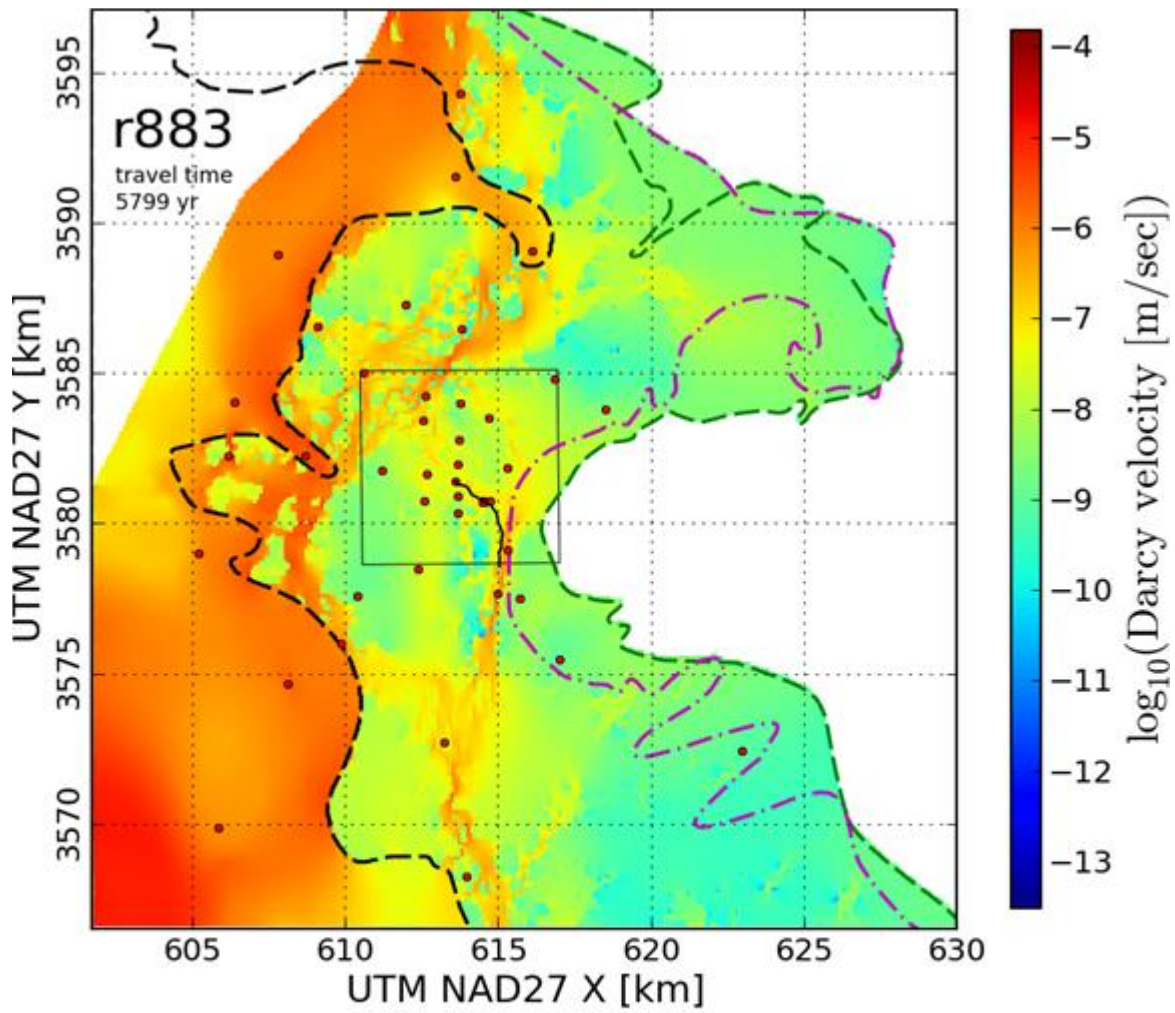 r883
travel time
5799 yr
3595
3590
3585
3580
3575
3570
UTM NAD27 Y [km]
605 610 615 620 625 630
UTM NAD27 X [km]
−4
−5
−6
−7
−8
−9
−10
−11
−12
−13
log₁₀(Darcy velocity [m/sec])